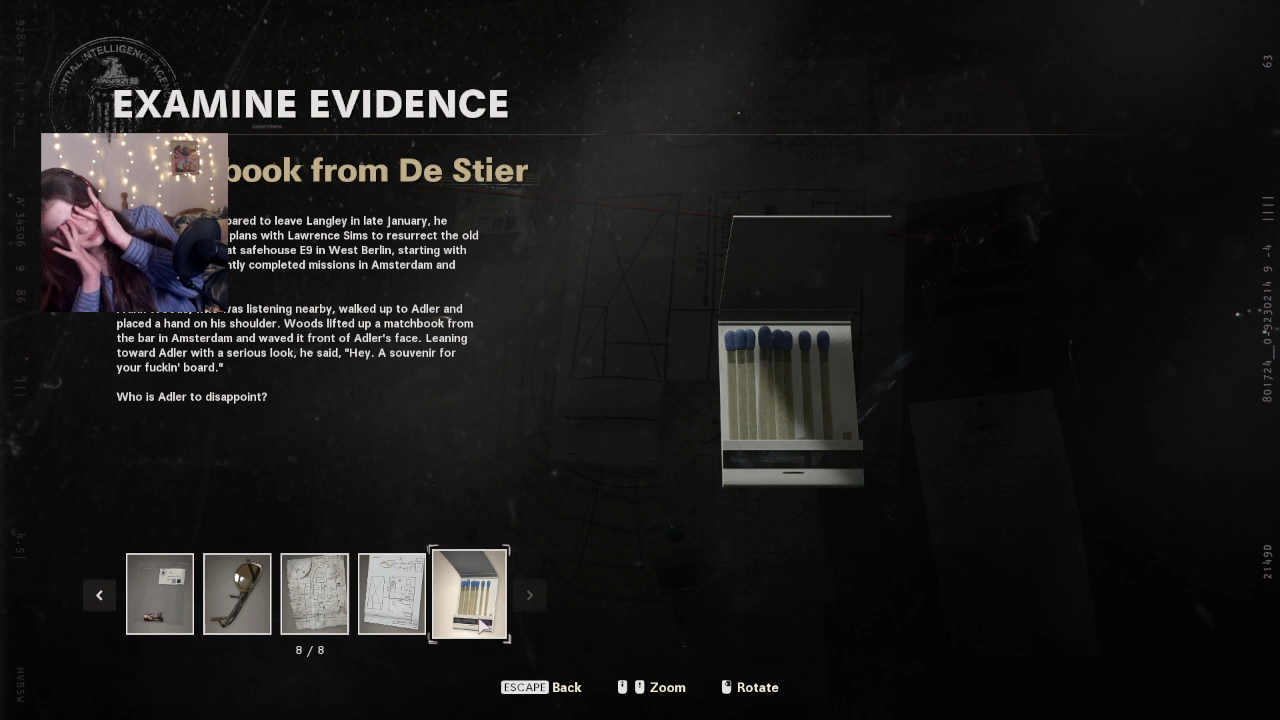 EXAMINE EVIDENCE
book from De Stier
pared to leave Langley in late January, he
plans with Lawrence Sims to resurrect the old
at safehouse E9 in West Berlin, starting with
ntly completed missions in Amsterdam and
was listening nearby, walked up to Adler and
placed a hand on his shoulder. Woods lifted up a matchbook from
the bar in Amsterdam and waved it front of Adler's face. Leaning
toward Adler with a serious look, he said, "Hey. A souvenir for
your fuckin' board."
Who is Adler to disappoint?
8 / 8
ESCAPE Back Zoom Rotate
63
2149D